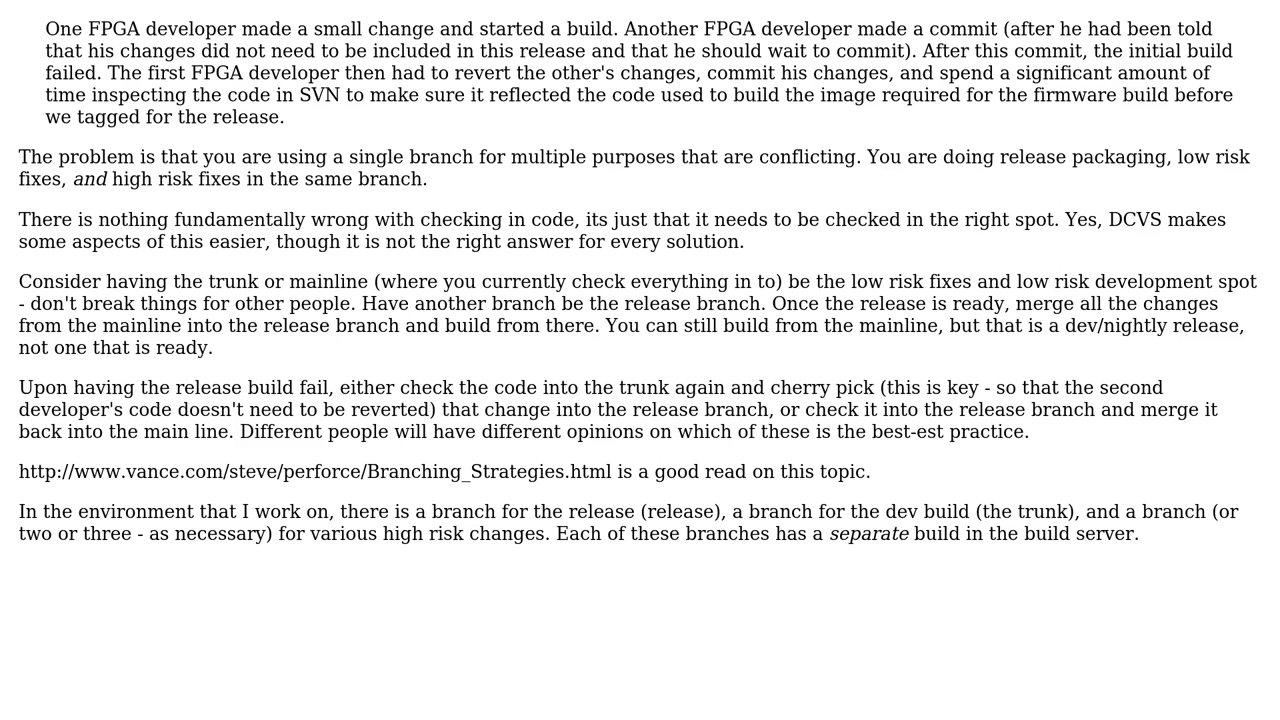 One FPGA developer made a small change and started a build. Another FPGA developer made a commit (after he had been told
that his changes did not need to be included in this release and that he should wait to commit). After this commit, the initial build
failed. The first FPGA developer then had to revert the other's changes, commit his changes, and spend a significant amount of
time inspecting the code in SVN to make sure it reflected the code used to build the image required for the firmware build before
we tagged for the release.
The problem is that you are using a single branch for multiple purposes that are conflicting. You are doing release packaging, low risk
fixes, and high risk fixes in the same branch.
There is nothing fundamentally wrong with checking in code, its just that it needs to be checked in the right spot. Yes, DCVS makes
some aspects of this easier, though it is not the right answer for every solution.
Consider having the trunk or mainline (where you currently check everything in to) be the low risk fixes and low risk development spot
- don't break things for other people. Have another branch be the release branch. Once the release is ready, merge all the changes
from the mainline into the release branch and build from there. You can still build from the mainline, but that is a dev/nightly release,
not one that is ready.
Upon having the release build fail, either check the code into the trunk again and cherry pick (this is key - so that the second
developer's code doesn't need to be reverted) that change into the release branch, or check it into the release branch and merge it
back into the main line. Different people will have different opinions on which of these is the best-est practice.
http://www.vance.com/steve/perforce/Branching_Strategies.html is a good read on this topic.
In the environment that I work on, there is a branch for the release (release), a branch for the dev build (the trunk), and a branch (or
two or three - as necessary) for various high risk changes. Each of these branches has a separate build in the build server.